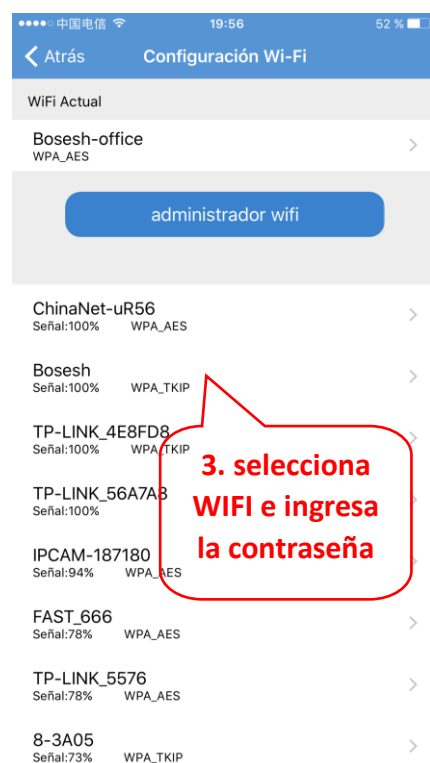 中国电信 19:56 52 %
Atrás Configuración Wi-Fi
WiFi Actual
Bosesh-office
WPA_AES
administrador wifi
ChinaNet-uR56
Señal:100% WPA_AES
Bosesh
Señal:100% WPA_TKIP
TP-LINK_4E8FD8
Señal:100% WPA_TKIP
TP-LINK_56A7A8
Señal:100%
3. selecciona
WIFI e ingresa
la contraseña
IPCAM-187180
Señal:94% WPA_AES
FAST_666
Señal:78% WPA_AES
TP-LINK_5576
Señal:78% WPA_AES
8-3A05
Señal:73% WPA_TKIP